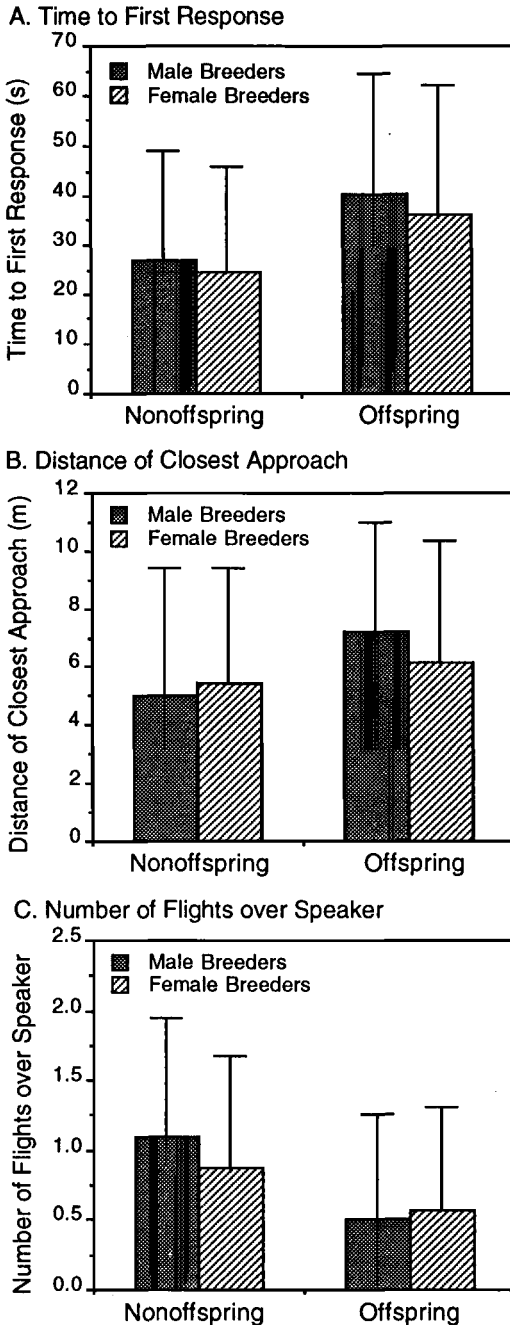 A. Time to First Response
Time to First Response (s)
70
60
50
40
30
20
10
0
Male Breeders
Female Breeders
Nonoffspring Offspring
B. Distance of Closest Approach
Distance of Closest Approach (m)
12
10
8
6
4
2
0
Male Breeders
Female Breeders
Nonoffspring Offspring
C. Number of Flights over Speaker
Number of Flights over Speaker
2.5
2.0
1.5
1.0
0.5
0.0
Male Breeders
Female Breeders
Nonoffspring Offspring